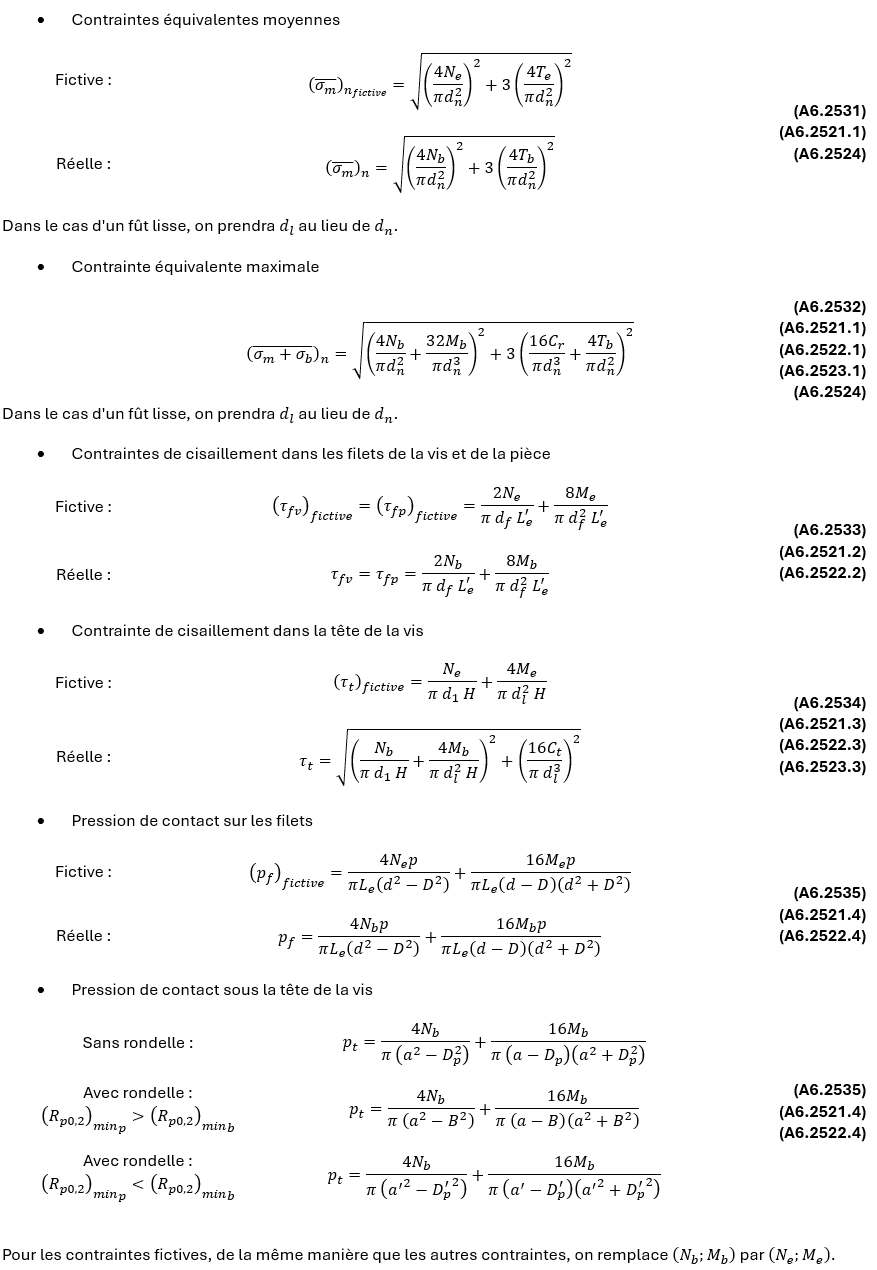 • Contraintes équivalentes moyennes
Fictive : $(\overline{\sigma_m})_{n_{fictive}} = \sqrt{\left(\frac{4N_e}{\pi d_n^2}\right)^2 + 3\left(\frac{4T_e}{\pi d_n^2}\right)^2}$
(A6.2531)
(A6.2521.1)
(A6.2524)
Réelle : $(\overline{\sigma_m})_n = \sqrt{\left(\frac{4N_b}{\pi d_n^2}\right)^2 + 3\left(\frac{4T_b}{\pi d_n^2}\right)^2}$
Dans le cas d'un fût lisse, on prendra $d_l$ au lieu de $d_n$.
• Contrainte équivalente maximale
$(\overline{\sigma_m + \sigma_b})_n = \sqrt{\left(\frac{4N_b}{\pi d_n^2} + \frac{32M_b}{\pi d_n^3}\right)^2 + 3\left(\frac{16C_r}{\pi d_n^3} + \frac{4T_b}{\pi d_n^2}\right)^2}$
(A6.2532)
(A6.2521.1)
(A6.2522.1)
(A6.2523.1)
(A6.2524)
Dans le cas d'un fût lisse, on prendra $d_l$ au lieu de $d_n$.
• Contraintes de cisaillement dans les filets de la vis et de la pièce
Fictive : $(\tau_{fv})_{fictive} = (\tau_{fp})_{fictive} = \frac{2N_e}{\pi\, d_f\, L'_e} + \frac{8M_e}{\pi\, d_f^2\, L'_e}$
(A6.2533)
(A6.2521.2)
(A6.2522.2)
Réelle : $\tau_{fv} = \tau_{fp} = \frac{2N_b}{\pi\, d_f\, L'_e} + \frac{8M_b}{\pi\, d_f^2\, L'_e}$
• Contrainte de cisaillement dans la tête de la vis
Fictive : $(\tau_t)_{fictive} = \frac{N_e}{\pi\, d_1\, H} + \frac{4M_e}{\pi\, d_l^2\, H}$
(A6.2534)
(A6.2521.3)
(A6.2522.3)
(A6.2523.3)
Réelle : $\tau_t = \sqrt{\left(\frac{N_b}{\pi\, d_1\, H} + \frac{4M_b}{\pi\, d_l^2\, H}\right)^2 + \left(\frac{16C_t}{\pi\, d_l^3}\right)^2}$
• Pression de contact sur les filets
Fictive : $(p_f)_{fictive} = \frac{4N_e p}{\pi L_e(d^2 - D^2)} + \frac{16M_e p}{\pi L_e(d - D)(d^2 + D^2)}$
(A6.2535)
(A6.2521.4)
(A6.2522.4)
Réelle : $p_f = \frac{4N_b p}{\pi L_e(d^2 - D^2)} + \frac{16M_b p}{\pi L_e(d - D)(d^2 + D^2)}$
• Pression de contact sous la tête de la vis
Sans rondelle : $p_t = \frac{4N_b}{\pi\,(a^2 - D_p^2)} + \frac{16M_b}{\pi\,(a - D_p)(a^2 + D_p^2)}$
Avec rondelle :
$(R_{p0,2})_{min_p} > (R_{p0,2})_{min_b}$ $p_t = \frac{4N_b}{\pi\,(a^2 - B^2)} + \frac{16M_b}{\pi\,(a - B)(a^2 + B^2)}$
(A6.2535)
(A6.2521.4)
(A6.2522.4)
Avec rondelle :
$(R_{p0,2})_{min_p} < (R_{p0,2})_{min_b}$ $p_t = \frac{4N_b}{\pi\,(a'^2 - D_p'^2)} + \frac{16M_b}{\pi\,(a' - D_p')(a'^2 + D_p'^2)}$
Pour les contraintes fictives, de la même manière que les autres contraintes, on remplace $(N_b; M_b)$ par $(N_e; M_e)$.